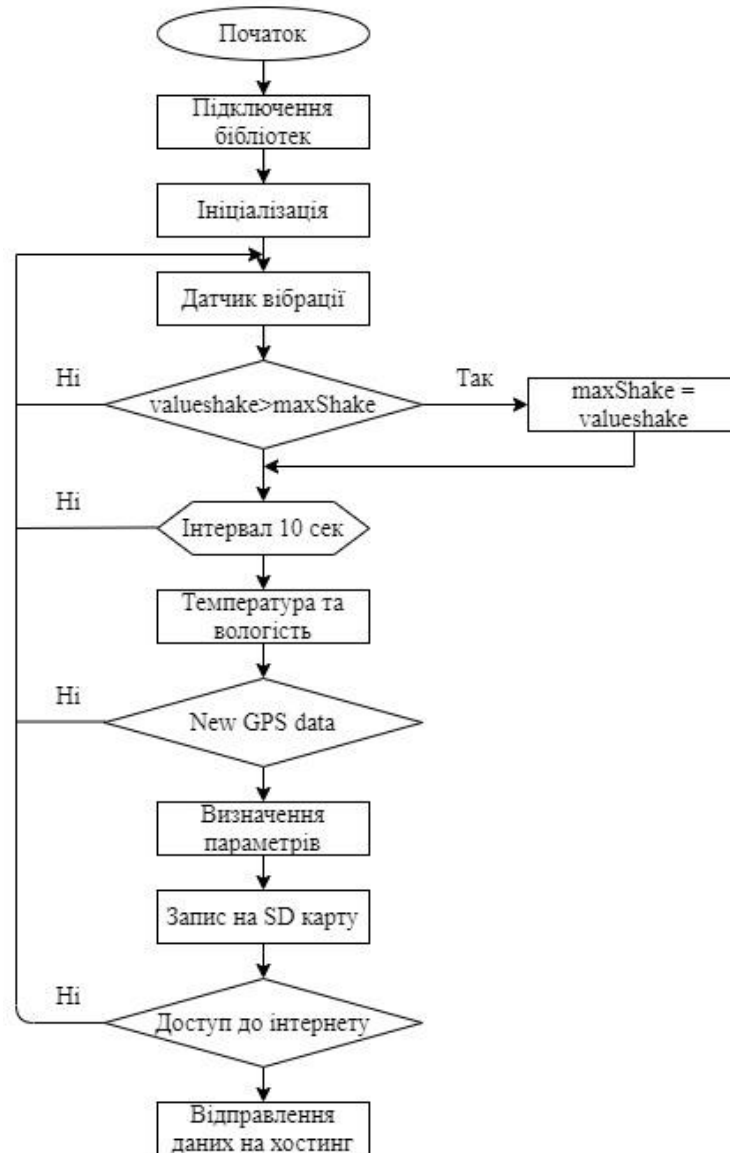 Початок
Підключення
бібліотек
Ініціалізація
Датчик вібрації
Ні
valueshake>maxShake
Так
maxShake =
valueshake
Ні
Інтервал 10 сек
Температура та
вологість
Ні
New GPS data
Визначення
параметрів
Запис на SD карту
Ні
Доступ до інтернету
Відправлення
даних на хостинг